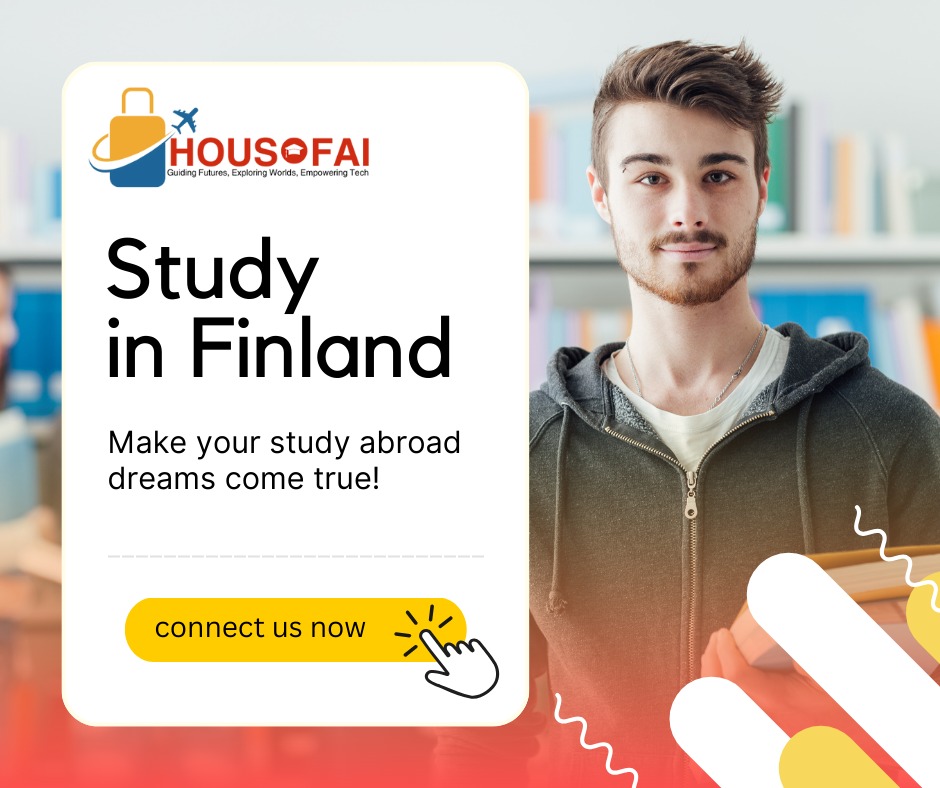 HOUSOFAI
Guiding Futures, Exploring Worlds, Empowering Tech
Study
in Finland
Make your study abroad
dreams come true!
connect us now